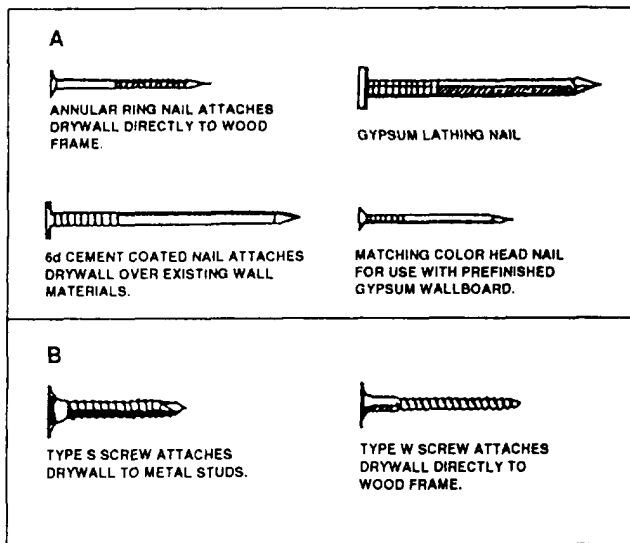 A
ANNULAR RING NAIL ATTACHES
DRYWALL DIRECTLY TO WOOD
FRAME.
GYPSUM LATHING NAIL
6d CEMENT COATED NAIL ATTACHES
DRYWALL OVER EXISTING WALL
MATERIALS.
MATCHING COLOR HEAD NAIL
FOR USE WITH PREFINISHED
GYPSUM WALLBOARD.
B
TYPE S SCREW ATTACHES
DRYWALL TO METAL STUDS.
TYPE W SCREW ATTACHES
DRYWALL DIRECTLY TO
WOOD FRAME.